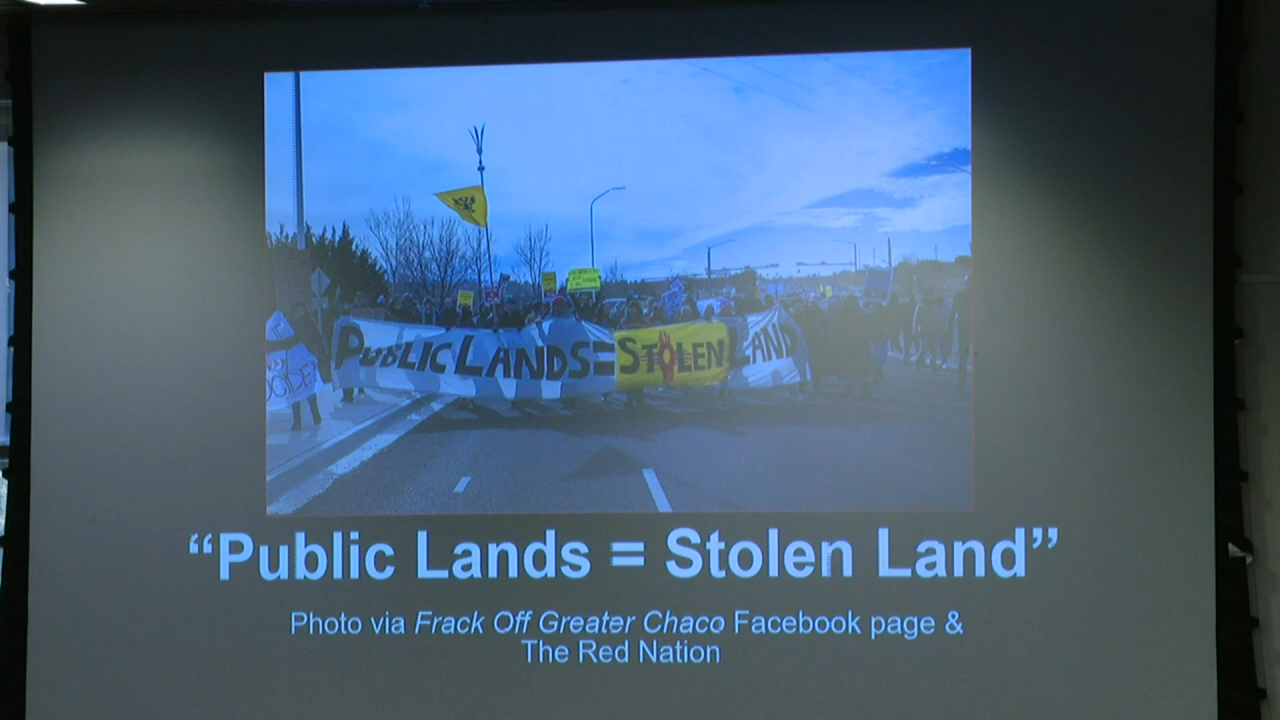 PUBLIC LANDS=STOLEN LAND
“Public Lands = Stolen Land”
Photo via Frack Off Greater Chaco Facebook page &
The Red Nation